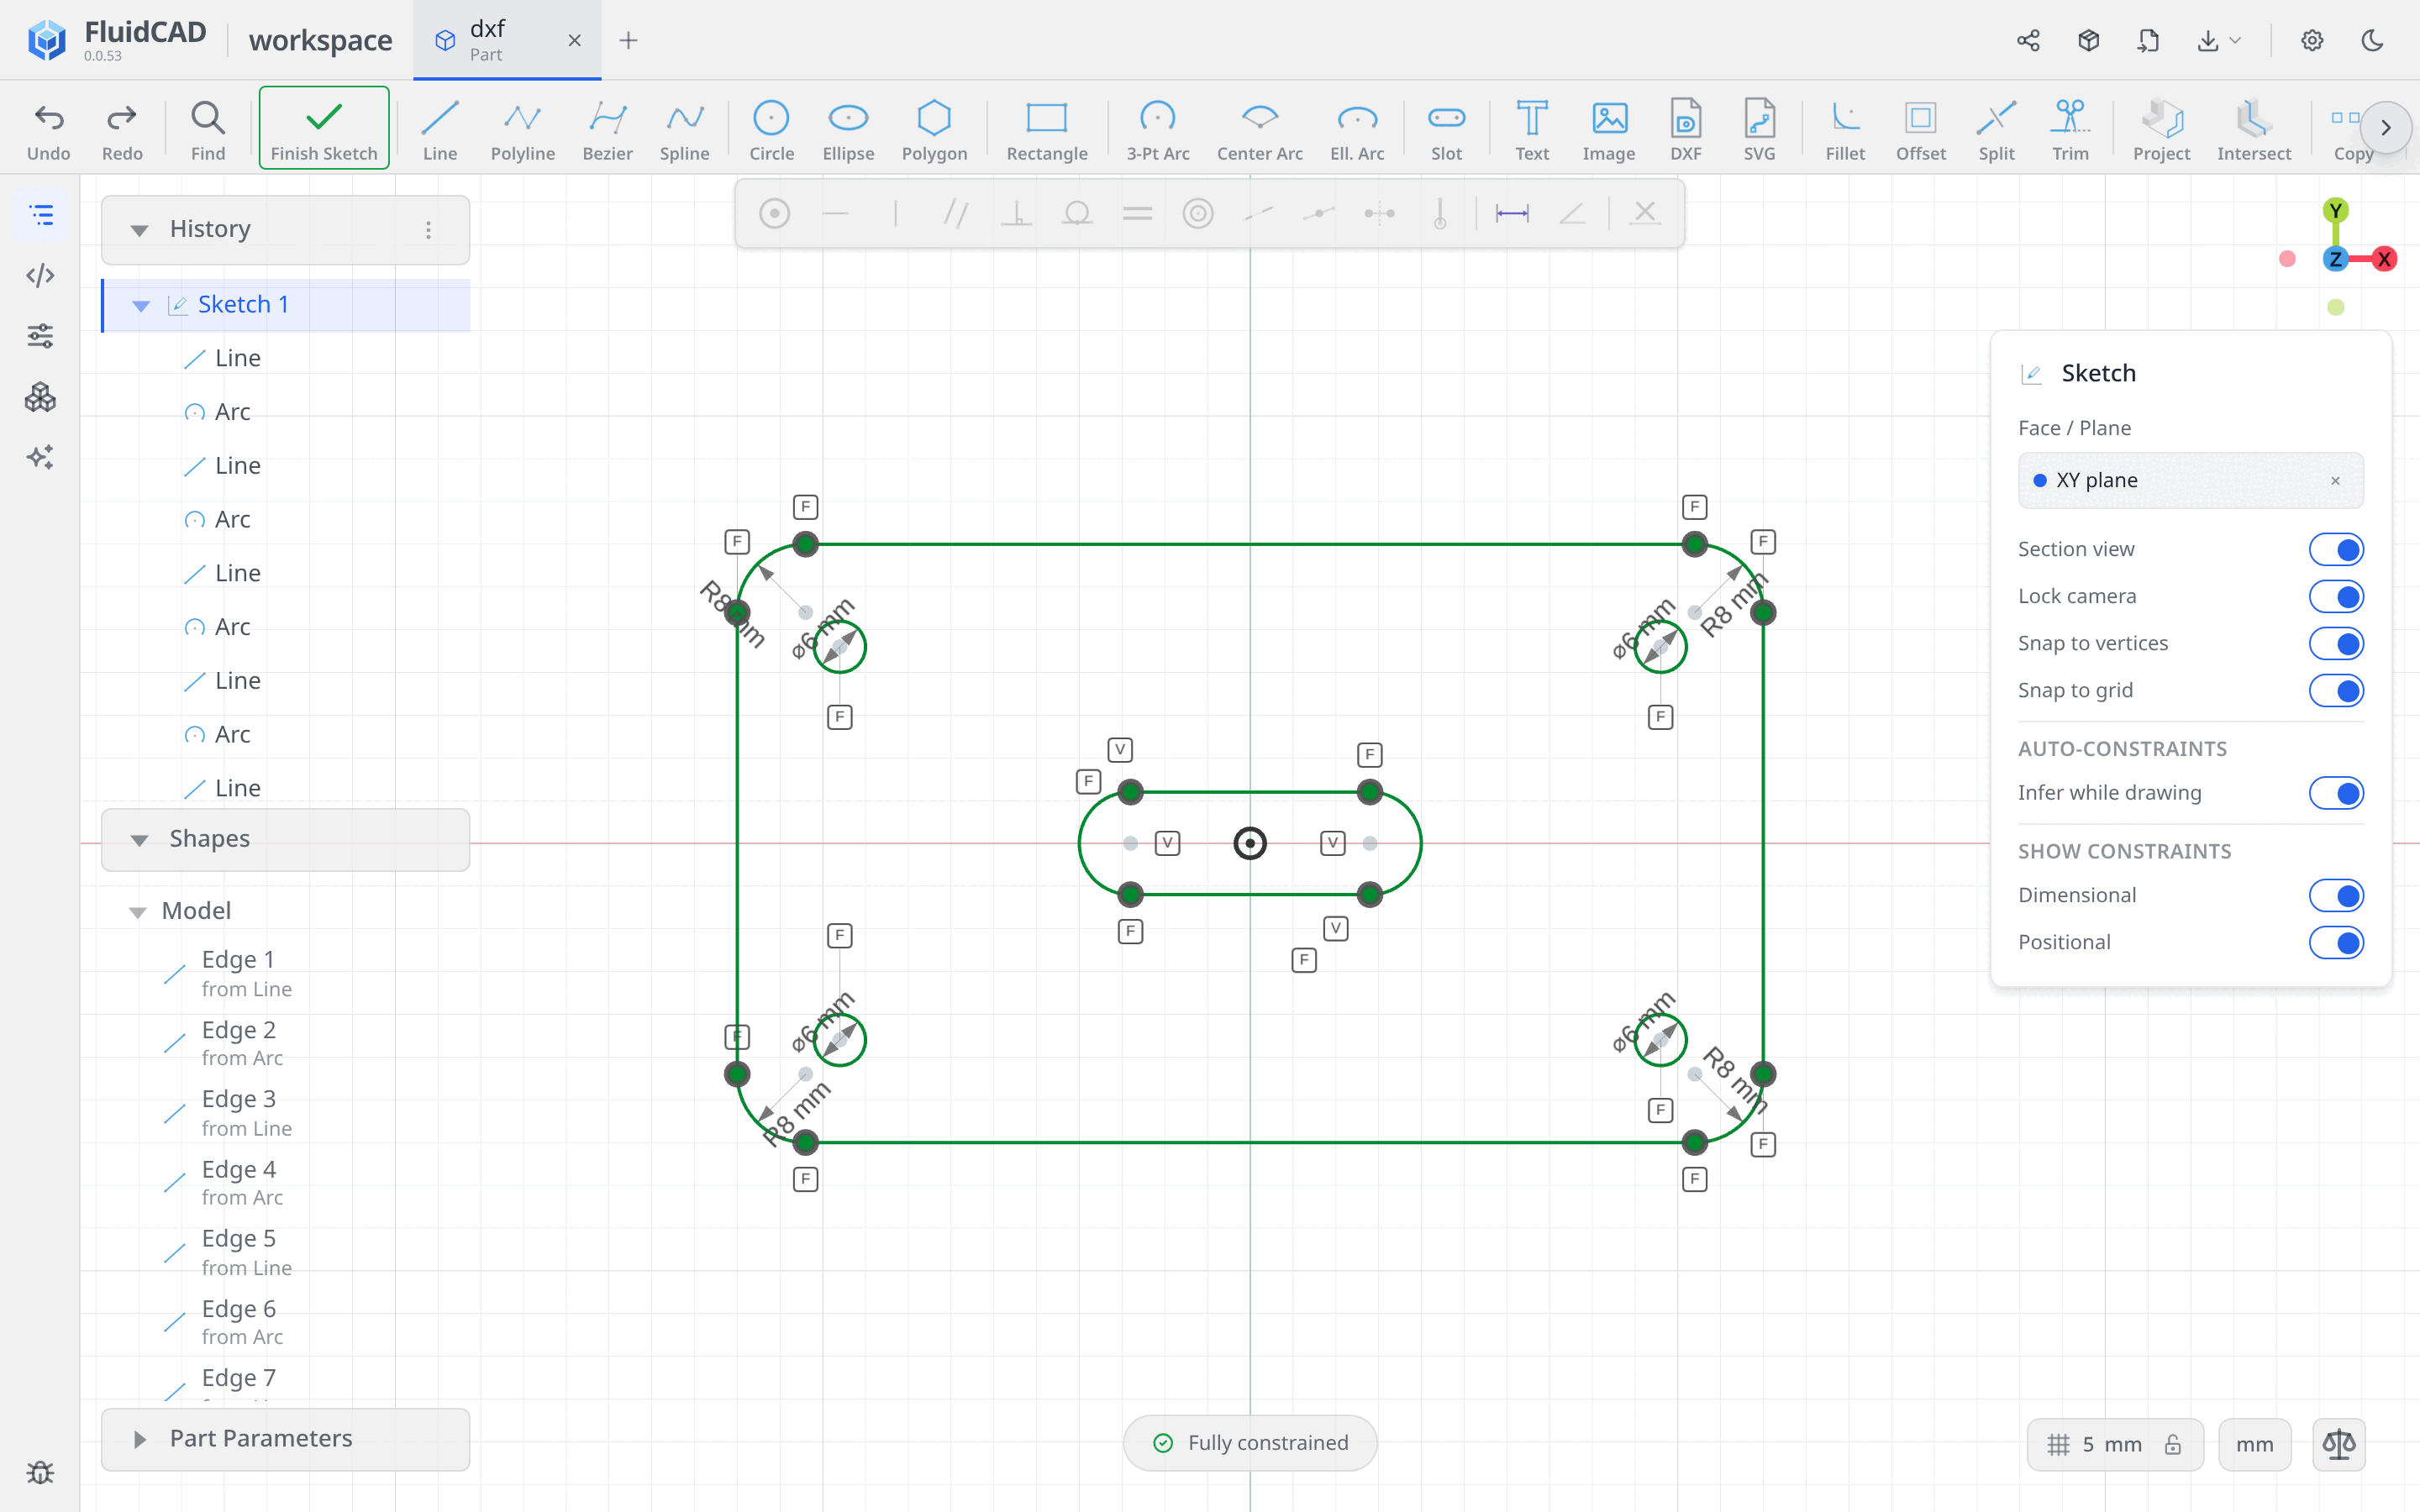 FluidCAD
0.0.53
workspace
dxf
Part
Undo
Redo
Find
Finish Sketch
Line
Polyline
Bezier
Spline
Circle
Ellipse
Polygon
Rectangle
3-Pt Arc
Center Arc
Ell. Arc
Slot
Text
Image
DXF
SVG
Fillet
Offset
Split
Trim
Project
Intersect
Copy
History
Sketch 1
Line
Arc
Line
Arc
Line
Arc
Line
Arc
Line
Shapes
Model
Edge 1
from Line
Edge 2
from Arc
Edge 3
from Line
Edge 4
from Arc
Edge 5
from Line
Edge 6
from Arc
Edge 7
Part Parameters
Y
Z
X
F
F
F
F
R8 mm
R8 mm
⌀6 mm
⌀6 mm
F
F
V
F
F
V
V
F
V
F
F
F
⌀6 mm
⌀6 mm
F
R8 mm
R8 mm
F
F
F
F
Sketch
Face / Plane
XY plane
Section view
Lock camera
Snap to vertices
Snap to grid
AUTO-CONSTRAINTS
Infer while drawing
SHOW CONSTRAINTS
Dimensional
Positional
Fully constrained
5 mm
mm